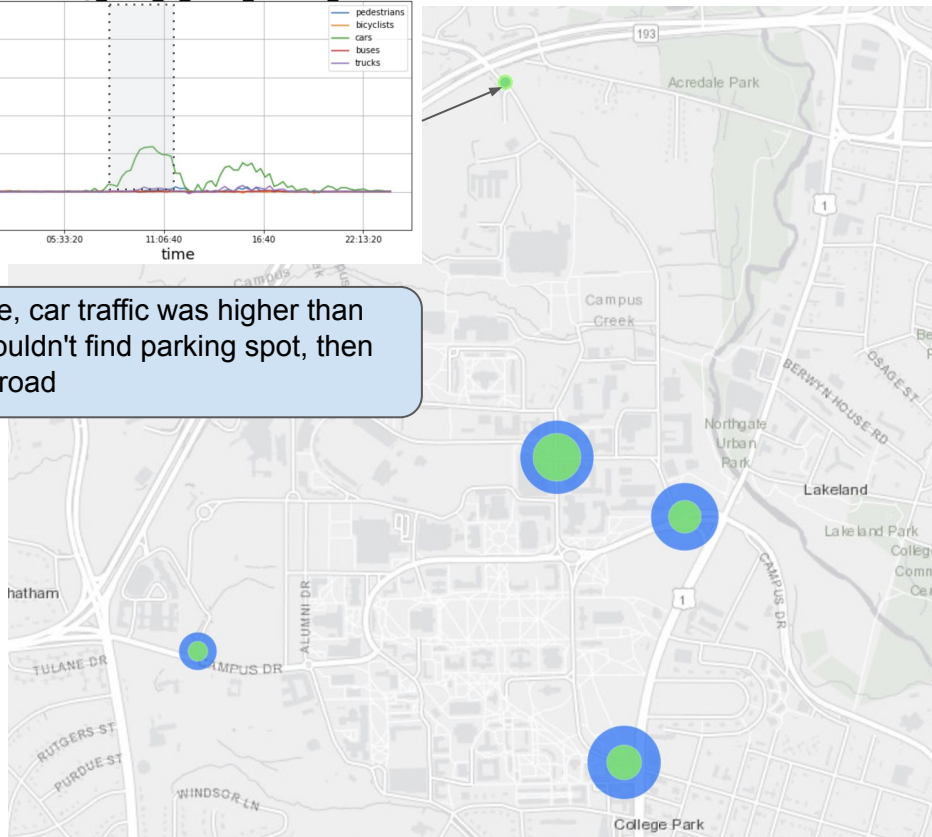 pedestrians
bicyclists
cars
buses
trucks
05:33:20
11:06:40
16:40
22:13:20
time
193
Acredale Park
1
Campus
Campus
Creek
e, car traffic was higher than
ouldn't find parking spot, then
road
BERWYN HOUSE RD
OSAGE ST
Northgate
Urban
Park
Lakeland
Lakeland Park
Colleg
Comm
Cen
hatham
1
CAMPUS DR
ALUMNI DR
TULANE DR
CAMPUS DR
RUTGERS ST
PURDUE ST
WINDSOR LN
College Park